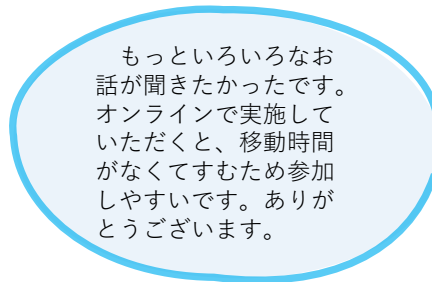 もっといろいろなお
話が聞きたかったです。
オンラインで実施して
いただくと、移動時間
がなくてすむため参加
しやすいです。ありが
とうございます。